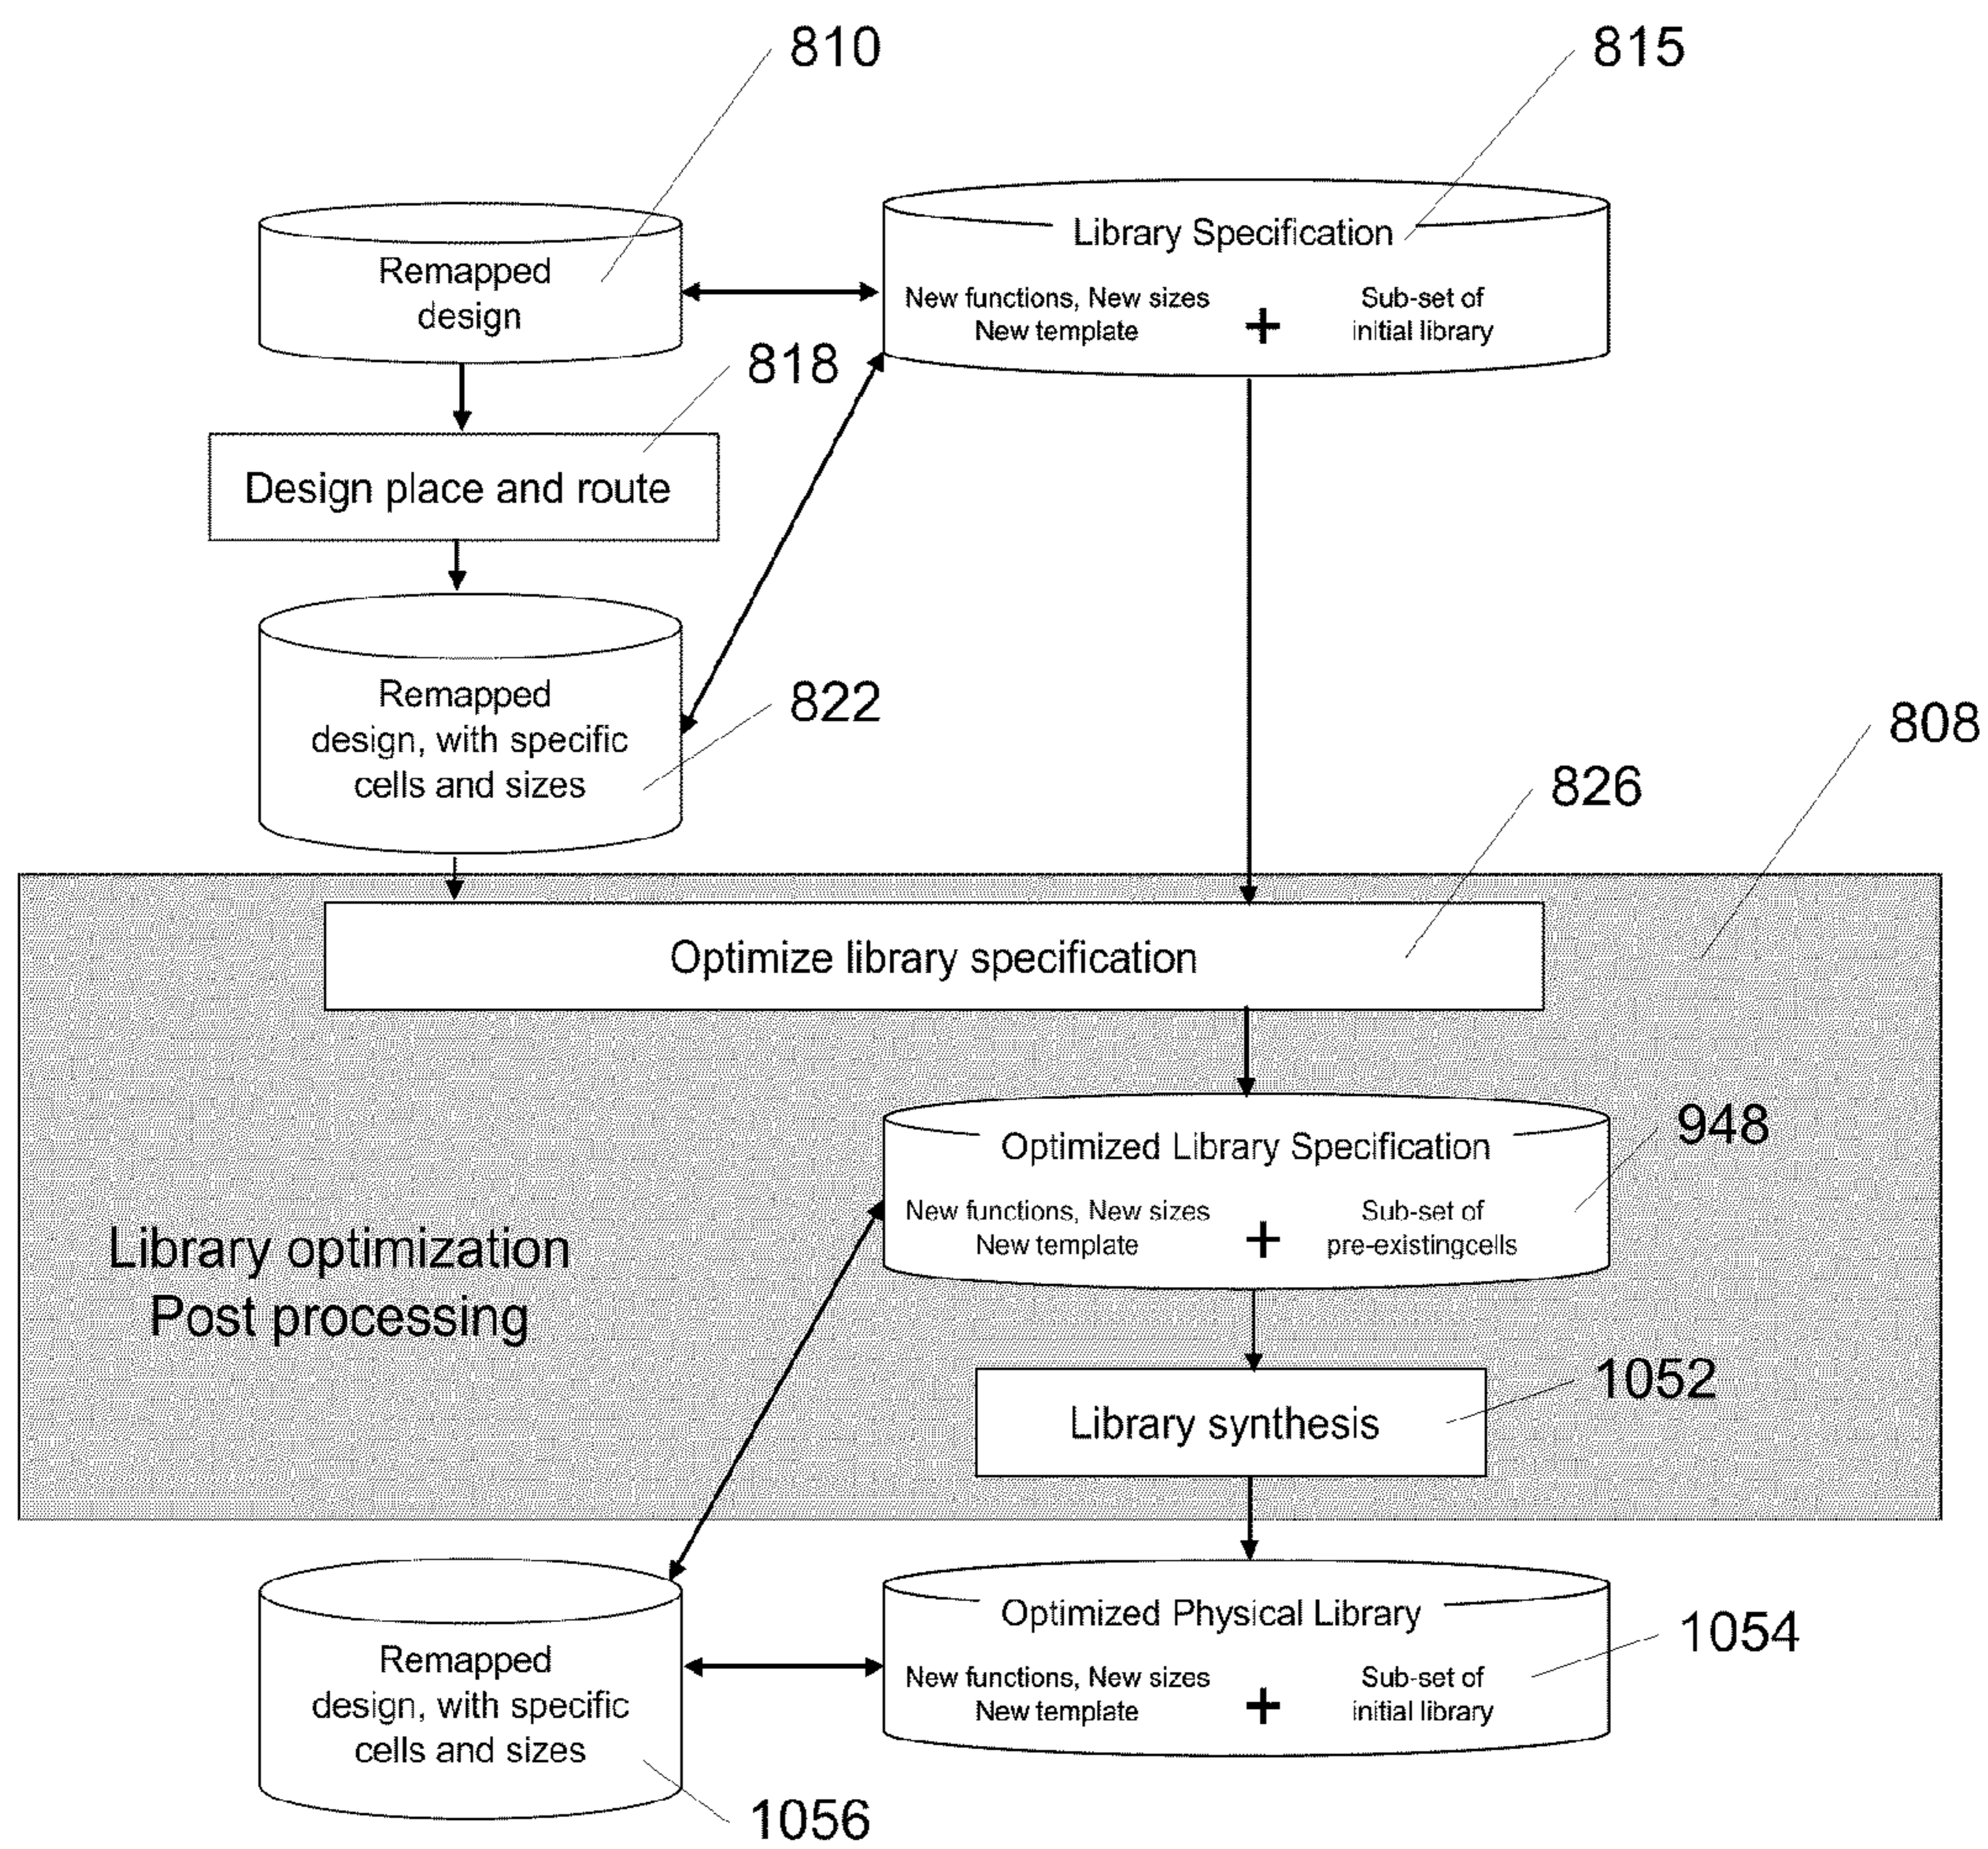 810
815
Library Specification
Remapped
design
New functions, New sizes
New template
+
Sub-set of
initial library
818
Design place and route
Remapped
design, with specific
cells and sizes
822
808
826
Optimize library specification
948
Optimized Library Specification
New functions, New sizes
New template
+
Sub-set of
pre-existingcells
Library optimization
Post processing
1052
Library synthesis
Optimized Physical Library
1054
New functions, New sizes
New template
+
Sub-set of
initial library
Remapped
design, with specific
cells and sizes
1056